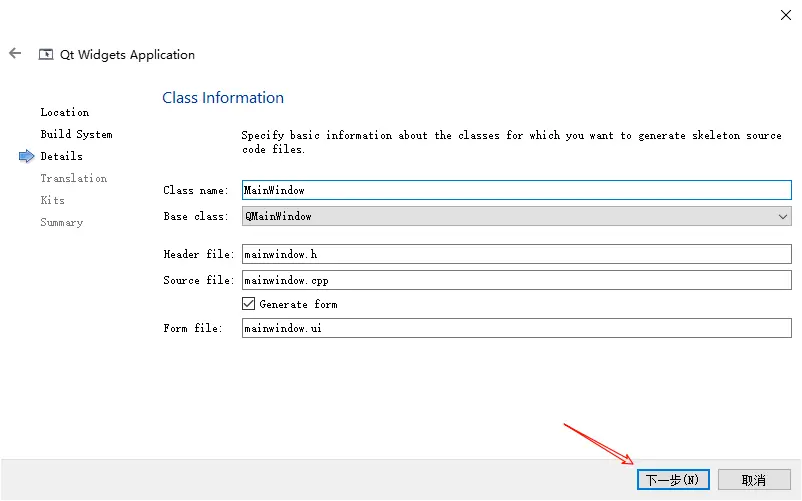 Qt Widgets Application
Class Information
Location
Build System
Details
Translation
Kits
Summary
Specify basic information about the classes for which you want to generate skeleton source
code files.
Class name: MainWindow
Base class: QMainWindow
Header file: mainwindow.h
Source file: mainwindow.cpp
Generate form
Form file: mainwindow.ui
下一步(N) 取消